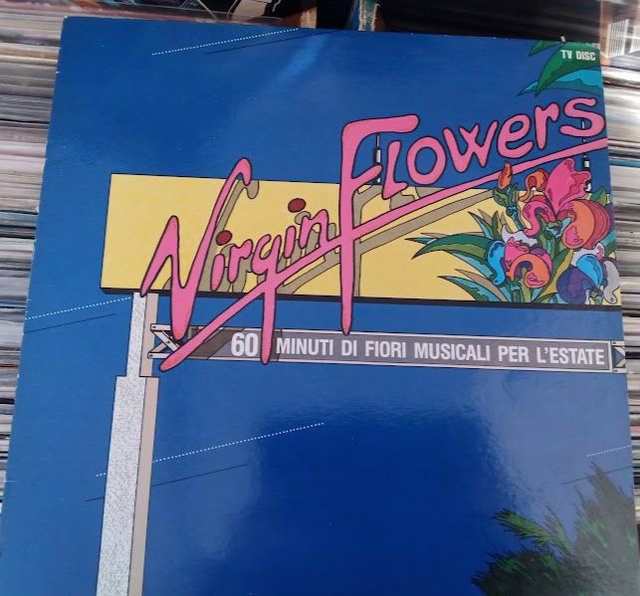 TV DISC
Virgin Flowers
60 MINUTI DI FIORI MUSICALI PER L'ESTATE